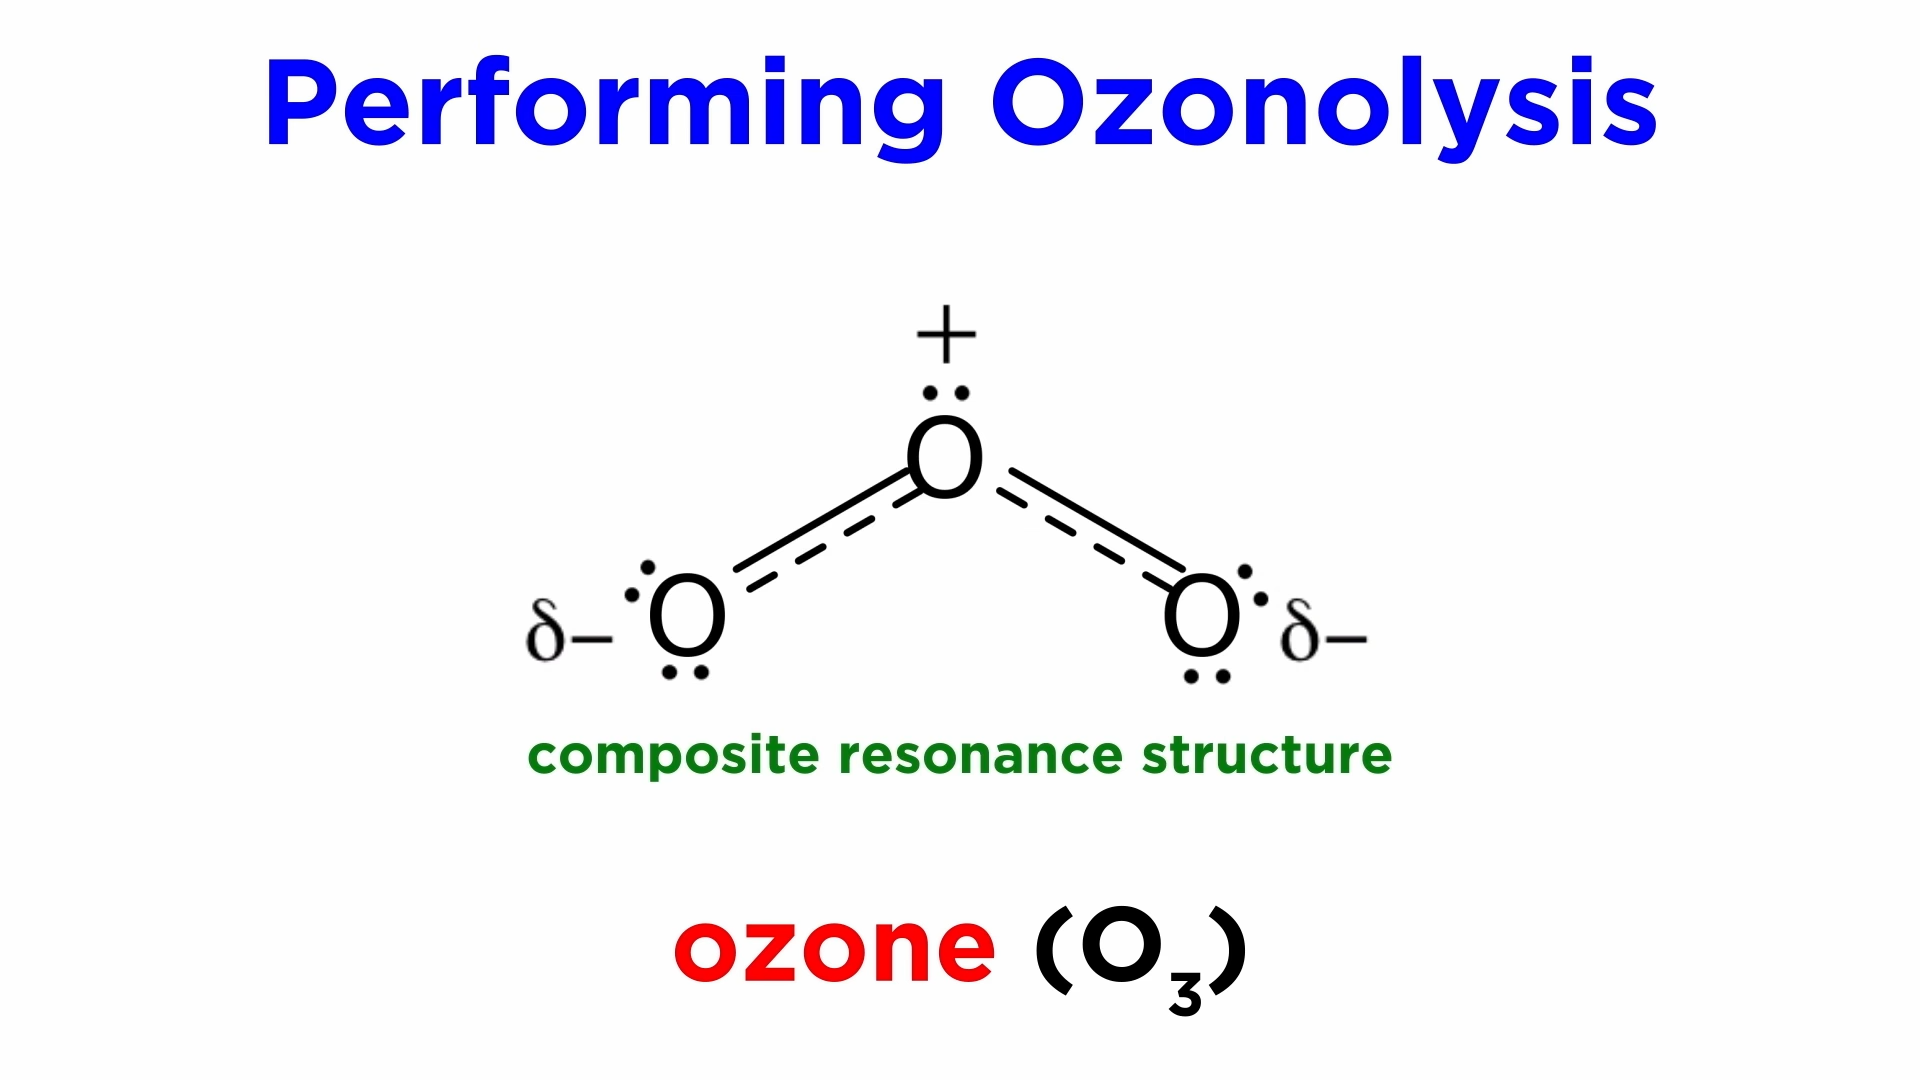 Performing Ozonolysis
+
O
δ– O O δ–
composite resonance structure
ozone (O₃)